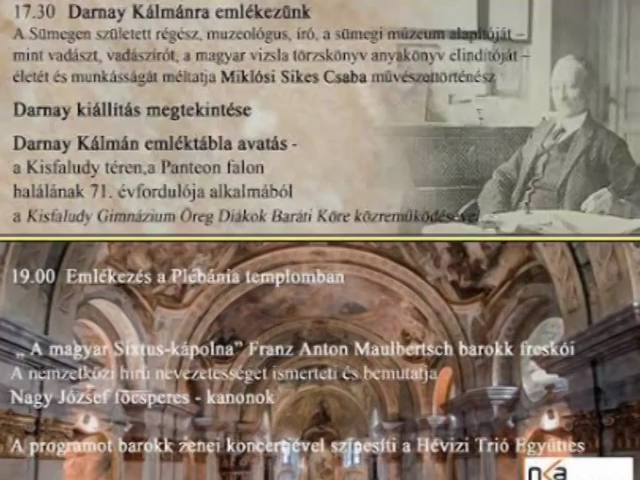 17.30 Darnay Kálmánra emlékezünk
A Sümegen született régész, muzeológus, író, a sümegi múzeum alapítóját –
mint vadászt, vadászírót, a magyar vizsla törzskönyv anyakönyv elindítóját –
életét és munkásságát méltatja Miklósi Sikes Csaba művészettörténész
Darnay kiállítás megtekintése
Darnay Kálmán emléktábla avatás -
a Kisfaludy téren,a Panteon falon
halálának 71. évfordulója alkalmából
a Kisfaludy Gimnázium Öreg Diákok Baráti Köre közreműködésével
19.00 Emlékezés a Plébánia templomban
„ A magyar Sixtus-kápolna” Franz Anton Maulbertsch barokk freskói
A nemzetközi hírű nevezetességet ismerteti és bemutatja
Nagy József főesperes - kanonok
A programot barokk zenei koncertjével színesíti a Hévízi Trió Együttes
nka